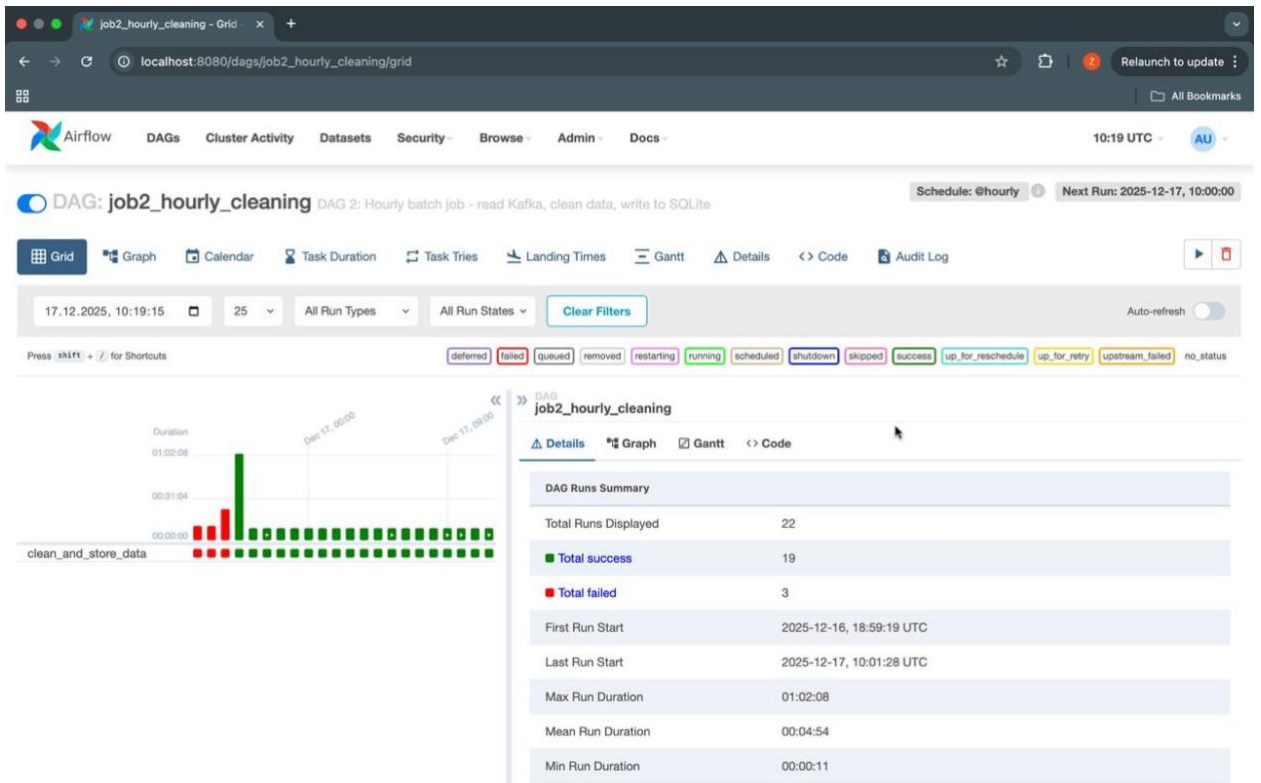 job2_hourly_cleaning - Grid
localhost:8080/dags/job2_hourly_cleaning/grid
Z
Relaunch to update
All Bookmarks
Airflow DAGs Cluster Activity Datasets Security Browse Admin Docs 10:19 UTC AU
DAG: job2_hourly_cleaning DAG 2: Hourly batch job - read Kafka, clean data, write to SQLite
Schedule: @hourly Next Run: 2025-12-17, 10:00:00
Grid Graph Calendar Task Duration Task Tries Landing Times Gantt Details <> Code Audit Log
17.12.2025, 10:19:15 25 All Run Types All Run States Clear Filters Auto-refresh
Press shift + / for Shortcuts
deferred failed queued removed restarting running scheduled shutdown skipped success up_for_reschedule up_for_retry upstream_failed no_status
Duration
01:02:08
00:31:04
00:00:00
Dec 17, 00:00
Dec 17, 09:00
clean_and_store_data
DAG
job2_hourly_cleaning
Details Graph Gantt <> Code
DAG Runs Summary
Total Runs Displayed 22
Total success 19
Total failed 3
First Run Start 2025-12-16, 18:59:19 UTC
Last Run Start 2025-12-17, 10:01:28 UTC
Max Run Duration 01:02:08
Mean Run Duration 00:04:54
Min Run Duration 00:00:11